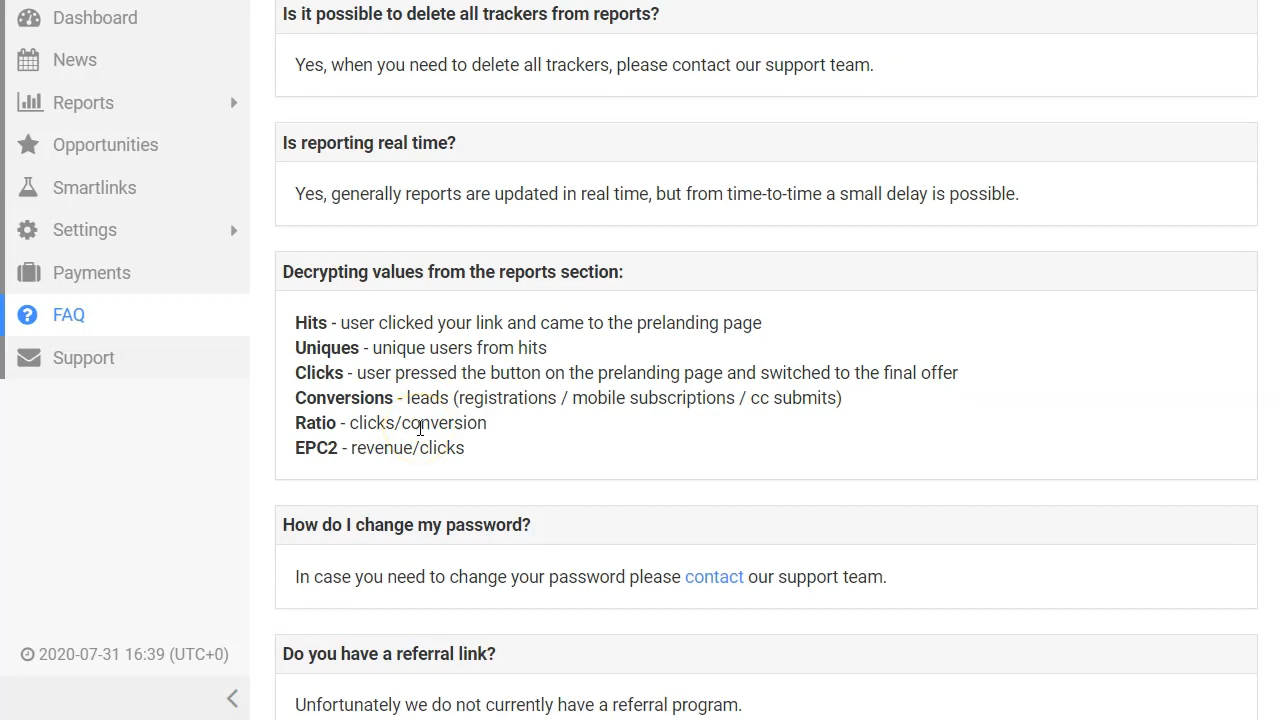 Dashboard
News
Reports
Opportunities
Smartlinks
Settings
Payments
FAQ
Support
2020-07-31 16:39 (UTC+0)
Is it possible to delete all trackers from reports?
Yes, when you need to delete all trackers, please contact our support team.
Is reporting real time?
Yes, generally reports are updated in real time, but from time-to-time a small delay is possible.
Decrypting values from the reports section:
Hits - user clicked your link and came to the prelanding page
Uniques - unique users from hits
Clicks - user pressed the button on the prelanding page and switched to the final offer
Conversions - leads (registrations / mobile subscriptions / cc submits)
Ratio - clicks/conversion
EPC2 - revenue/clicks
How do I change my password?
In case you need to change your password please contact our support team.
Do you have a referral link?
Unfortunately we do not currently have a referral program.